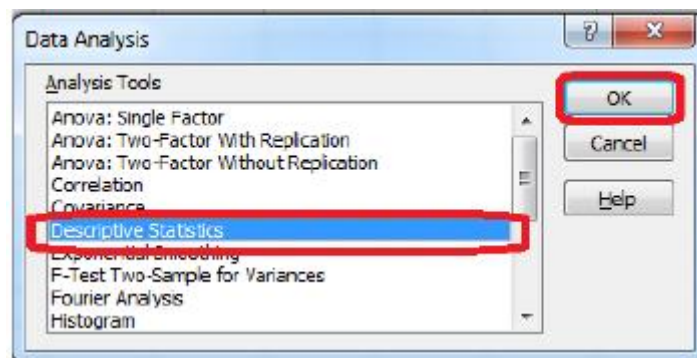 Data Analysis
Analysis Tools
Anova: Single Factor
Anova: Two-Factor With Replication
Anova: Two-Factor Without Replication
Correlation
Covariance
Descriptive Statistics
Exponential Smoothing
F-Test Two-Sample for Variances
Fourier Analysis
Histogram
OK
Cancel
Help